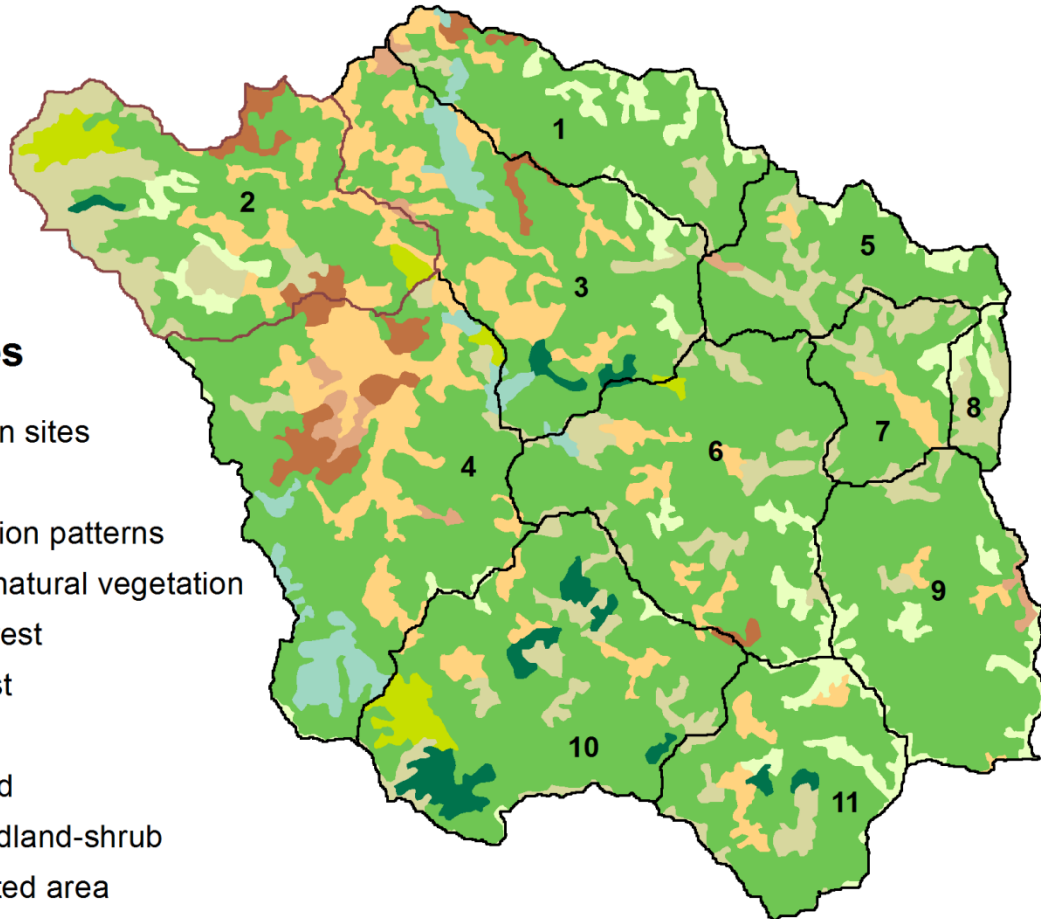 1
2
5
3
es
8
7
n sites
6
4
ion patterns
natural vegetation
9
est
st
10
d
11
dland-shrub
ted area